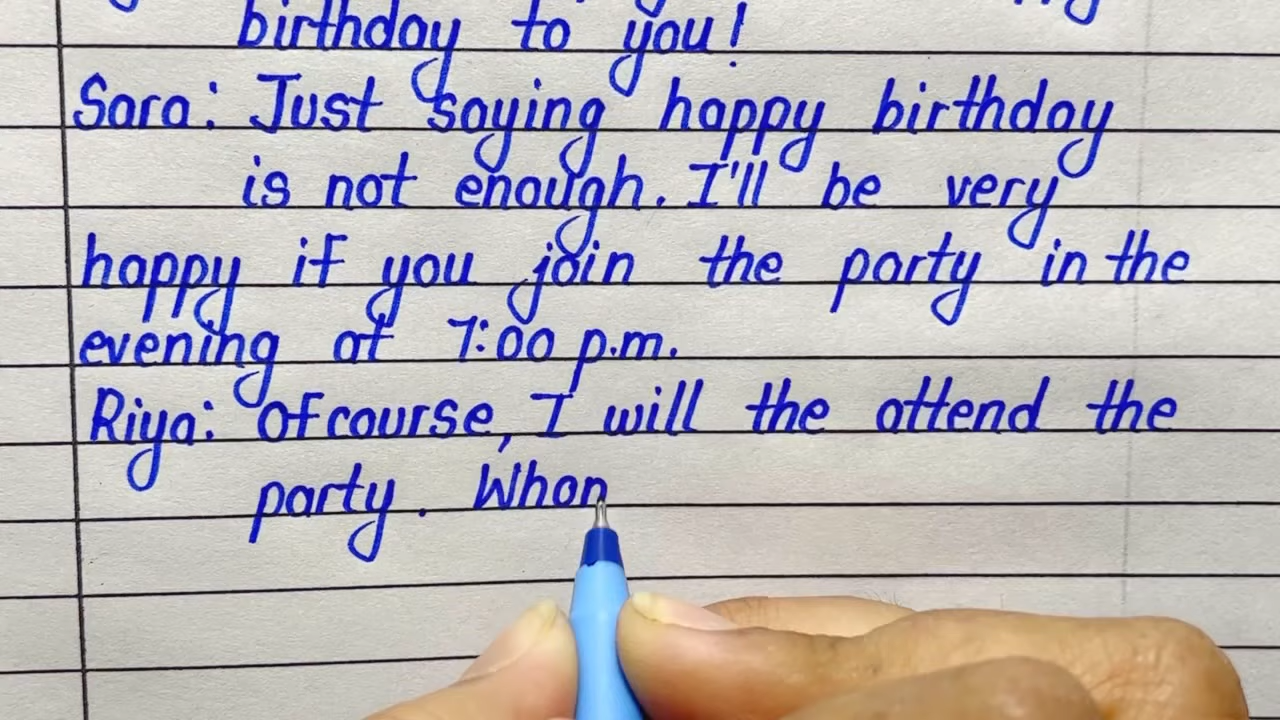 birthday to you!
Sara: Just saying happy birthday
is not enough. I'll be very
happy if you join the party in the
evening at 7:00 p.m.
Riya: Of course, I will the attend the
party. Whon